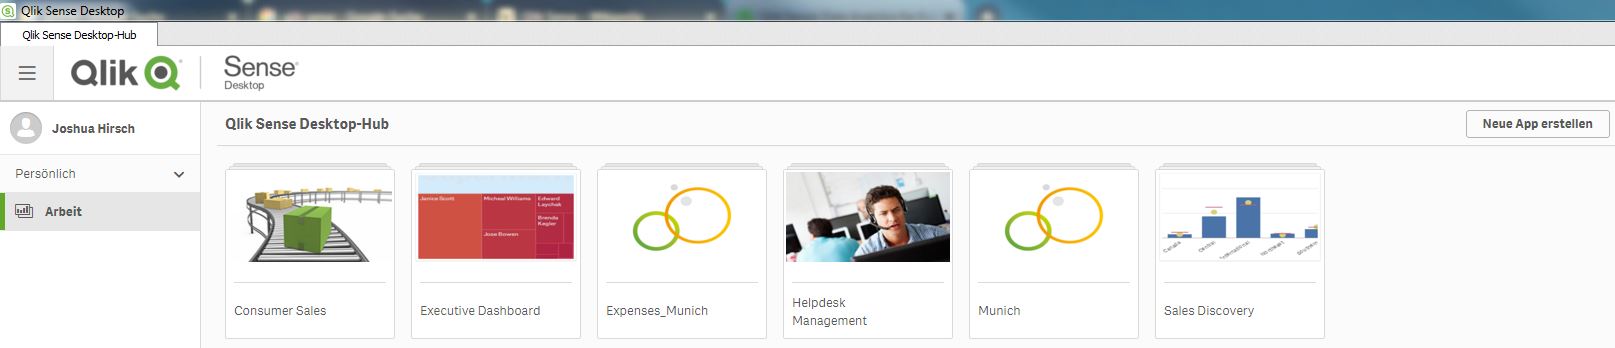 Qlik Sense Desktop
Qlik Sense Desktop-Hub
Qlik
Sense®
Desktop
Joshua Hirsch
Persönlich
Arbeit
Qlik Sense Desktop-Hub
Neue App erstellen
Janice Scott
Micheal Williams
Edward Laychak
Brenda Kegler
Jose Bowen
Consumer Sales
Executive Dashboard
Expenses_Munich
Helpdesk
Management
Munich
Sales Discovery